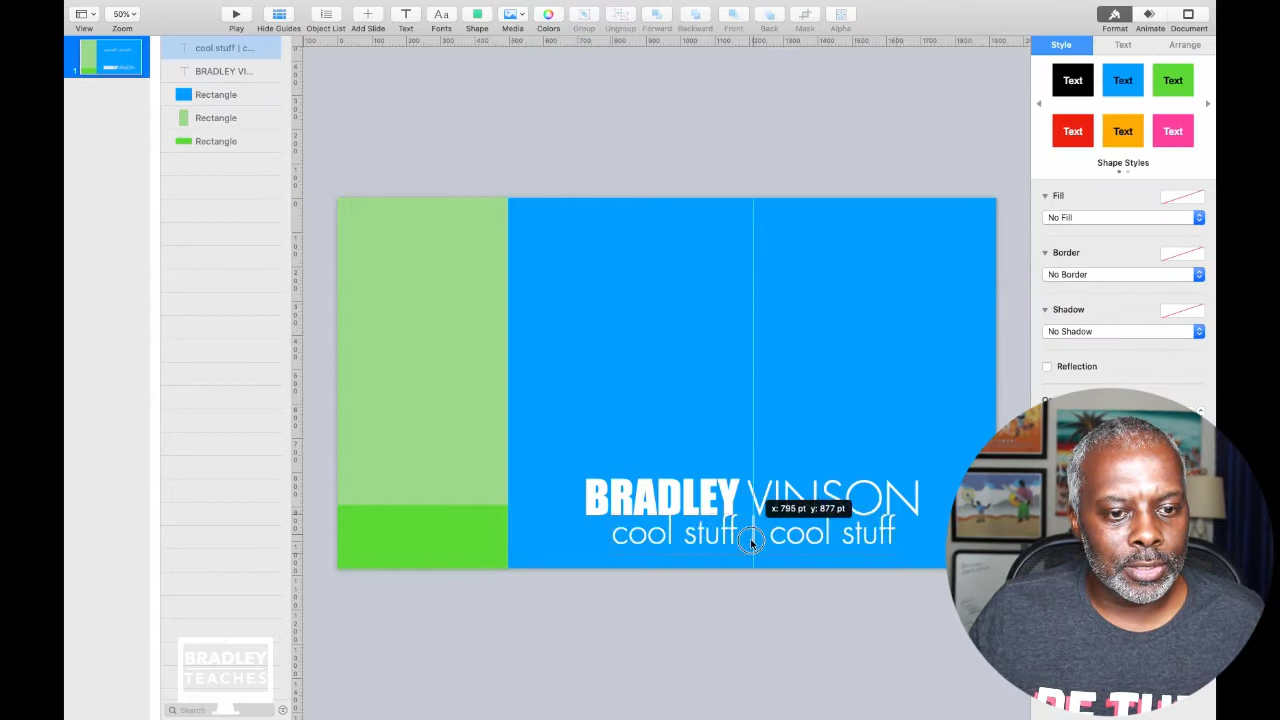 50%
View
Zoom
Play
Hide Guides
Object List
Add Slide
Text
Fonts
Shape
Media
Colors
Group
Ungroup
Forward
Backward
Front
Back
Mask
Alpha
Format
Animate
Document
1
cool stuff | c...
BRADLEY VI...
Rectangle
Rectangle
Rectangle
Style
Text
Arrange
Text
Text
Text
Text
Text
Text
Shape Styles
Fill
No Fill
Border
No Border
Shadow
No Shadow
Reflection
BRADLEY VINSON
x: 795 pt y: 877 pt
cool stuff | cool stuff
BRADLEY
TEACHES
Search